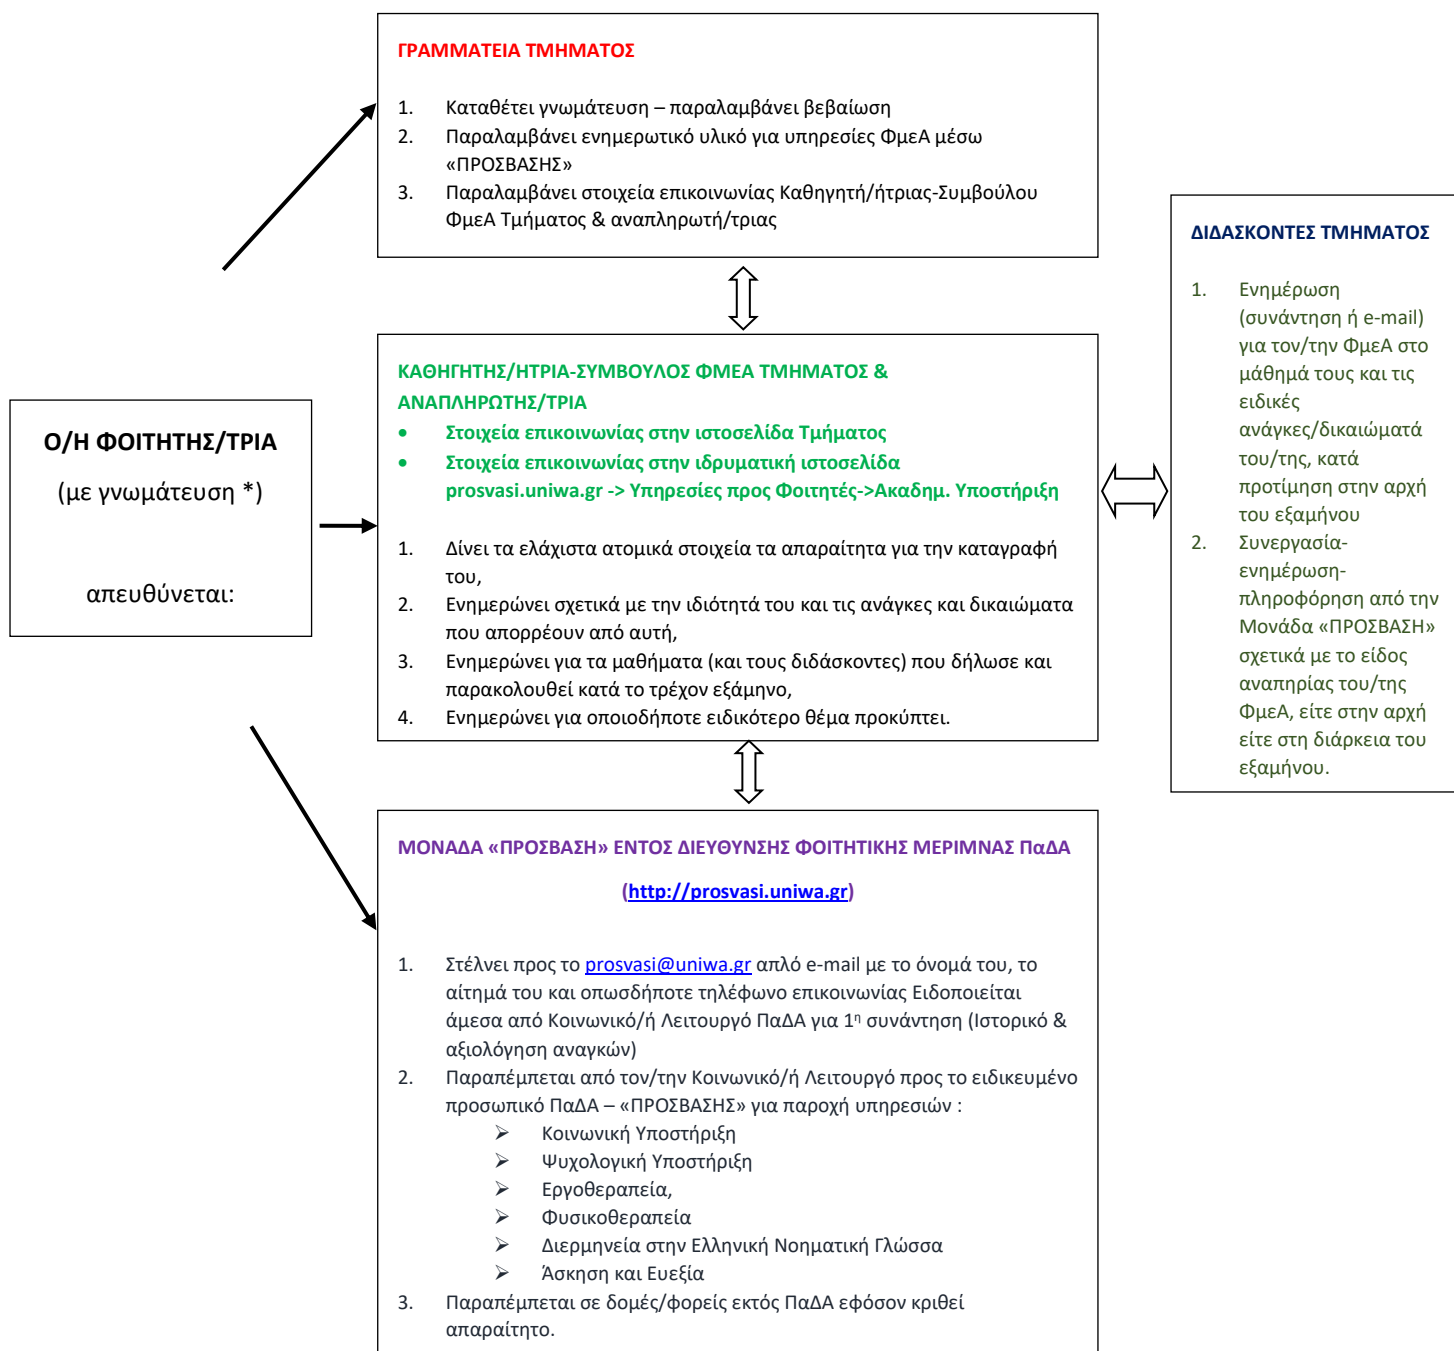 ΓΡΑΜΜΑΤΕΙΑ ΤΜΗΜΑΤΟΣ
1. Καταθέτει γνωμάτευση – παραλαμβάνει βεβαίωση
2. Παραλαμβάνει ενημερωτικό υλικό για υπηρεσίες ΦμεΑ μέσω
«ΠΡΟΣΒΑΣΗΣ»
3. Παραλαμβάνει στοιχεία επικοινωνίας Καθηγητή/ήτριας-Συμβούλου
ΦμεΑ Τμήματος & αναπληρωτή/τριας
Ο/Η ΦΟΙΤΗΤΗΣ/ΤΡΙΑ
(με γνωμάτευση *)
απευθύνεται:
ΚΑΘΗΓΗΤΗΣ/ΗΤΡΙΑ-ΣΥΜΒΟΥΛΟΣ ΦΜΕΑ ΤΜΗΜΑΤΟΣ &
ΑΝΑΠΛΗΡΩΤΗΣ/ΤΡΙΑ
• Στοιχεία επικοινωνίας στην ιστοσελίδα Τμήματος
• Στοιχεία επικοινωνίας στην ιδρυματική ιστοσελίδα
prosvasi.uniwa.gr -> Υπηρεσίες προς Φοιτητές->Ακαδημ. Υποστήριξη
1. Δίνει τα ελάχιστα ατομικά στοιχεία τα απαραίτητα για την καταγραφή
του,
2. Ενημερώνει σχετικά με την ιδιότητά του και τις ανάγκες και δικαιώματα
που απορρέουν από αυτή,
3. Ενημερώνει για τα μαθήματα (και τους διδάσκοντες) που δήλωσε και
παρακολουθεί κατά το τρέχον εξάμηνο,
4. Ενημερώνει για οποιοδήποτε ειδικότερο θέμα προκύπτει.
ΔΙΔΑΣΚΟΝΤΕΣ ΤΜΗΜΑΤΟΣ
1. Ενημέρωση
(συνάντηση ή e-mail)
για τον/την ΦμεΑ στο
μάθημά τους και τις
ειδικές
ανάγκες/δικαιώματά
του/της, κατά
προτίμηση στην αρχή
του εξαμήνου
2. Συνεργασία-
ενημέρωση-
πληροφόρηση από την
Μονάδα «ΠΡΟΣΒΑΣΗ»
σχετικά με το είδος
αναπηρίας του/της
ΦμεΑ, είτε στην αρχή
είτε στη διάρκεια του
εξαμήνου.
ΜΟΝΑΔΑ «ΠΡΟΣΒΑΣΗ» ΕΝΤΟΣ ΔΙΕΥΘΥΝΣΗΣ ΦΟΙΤΗΤΙΚΗΣ ΜΕΡΙΜΝΑΣ ΠαΔΑ
(http://prosvasi.uniwa.gr)
1. Στέλνει προς το prosvasi@uniwa.gr απλό e-mail με το όνομά του, το
αίτημά του και οπωσδήποτε τηλέφωνο επικοινωνίας Ειδοποιείται
άμεσα από Κοινωνικό/ή Λειτουργό ΠαΔΑ για 1η συνάντηση (Ιστορικό &
αξιολόγηση αναγκών)
2. Παραπέμπεται από τον/την Κοινωνικό/ή Λειτουργό προς το ειδικευμένο
προσωπικό ΠαΔΑ – «ΠΡΟΣΒΑΣΗΣ» για παροχή υπηρεσιών :
➢ Κοινωνική Υποστήριξη
➢ Ψυχολογική Υποστήριξη
➢ Εργοθεραπεία,
➢ Φυσικοθεραπεία
➢ Διερμηνεία στην Ελληνική Νοηματική Γλώσσα
➢ Άσκηση και Ευεξία
3. Παραπέμπεται σε δομές/φορείς εκτός ΠαΔΑ εφόσον κριθεί
απαραίτητο.